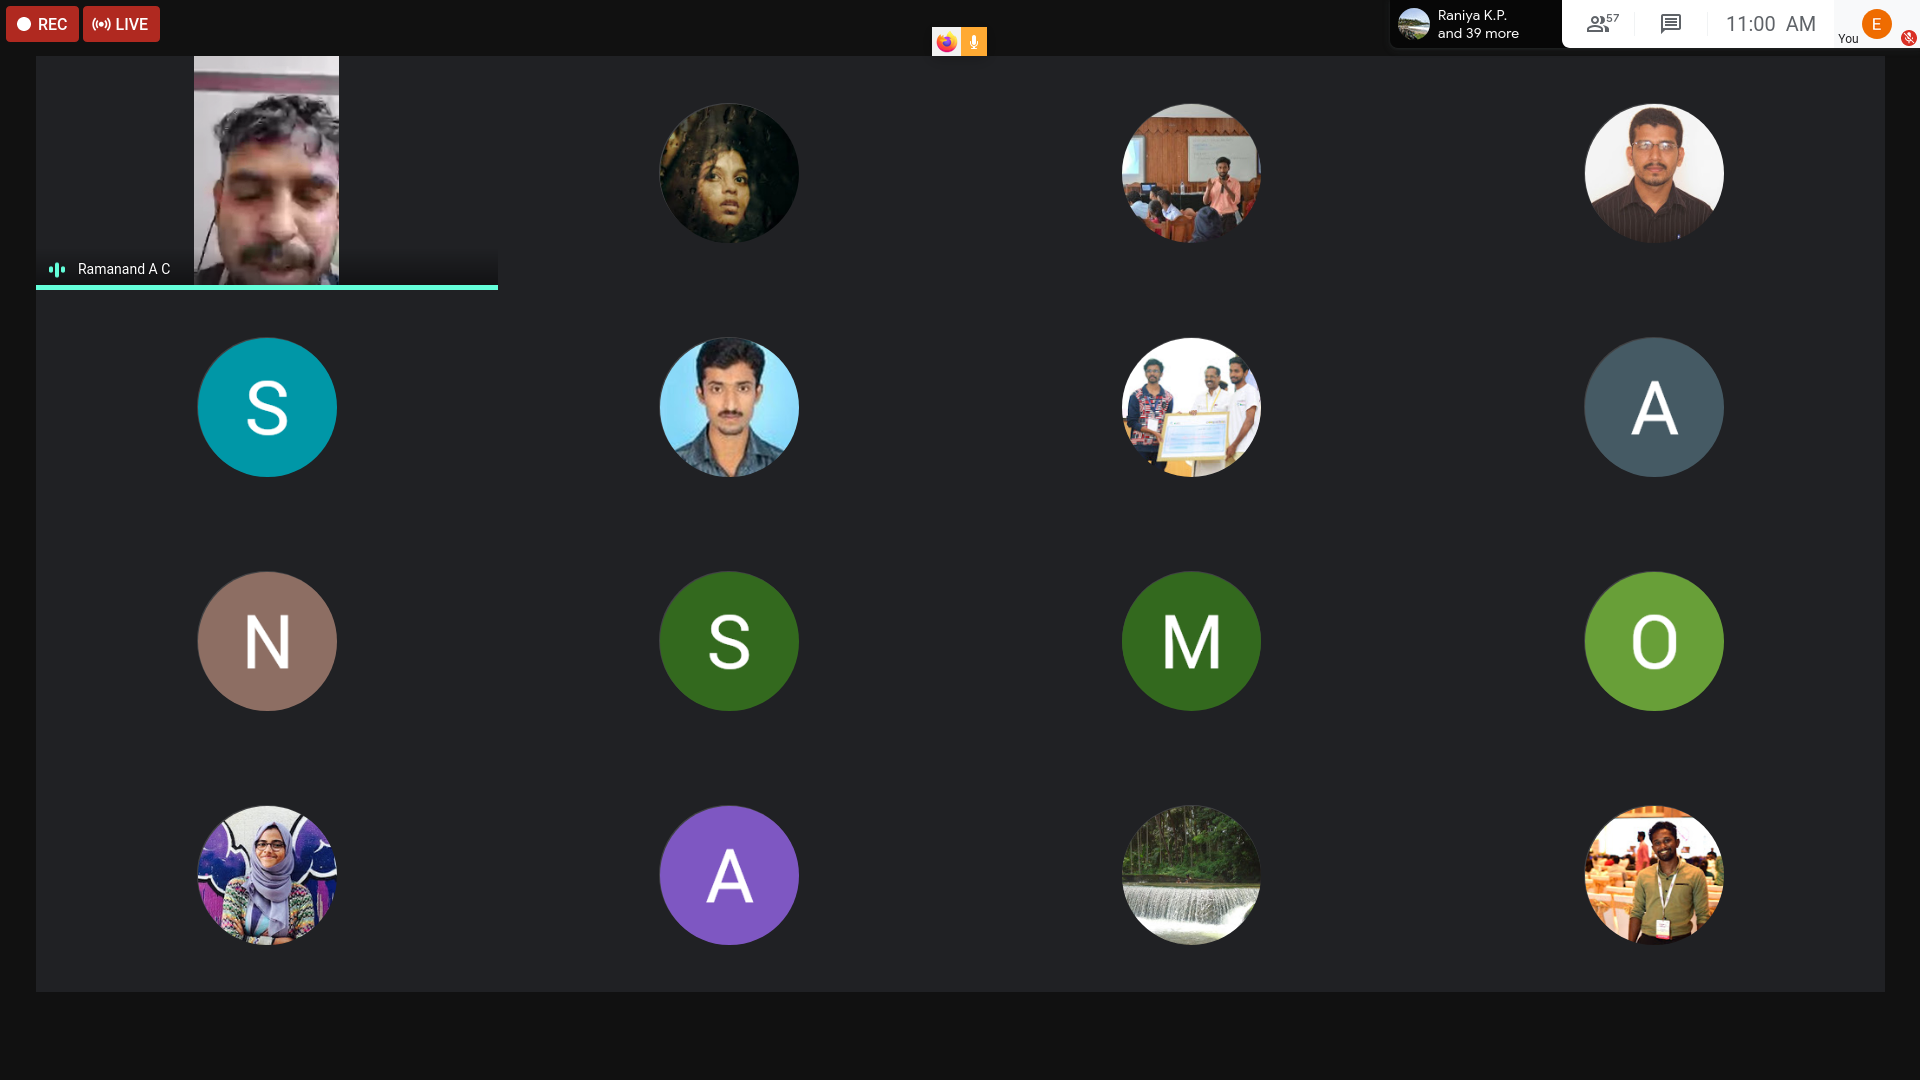 REC
LIVE
Raniya K.P.
and 39 more
57
11:00 AM
You
E
Ramanand A C
S
A
N
S
M
O
A